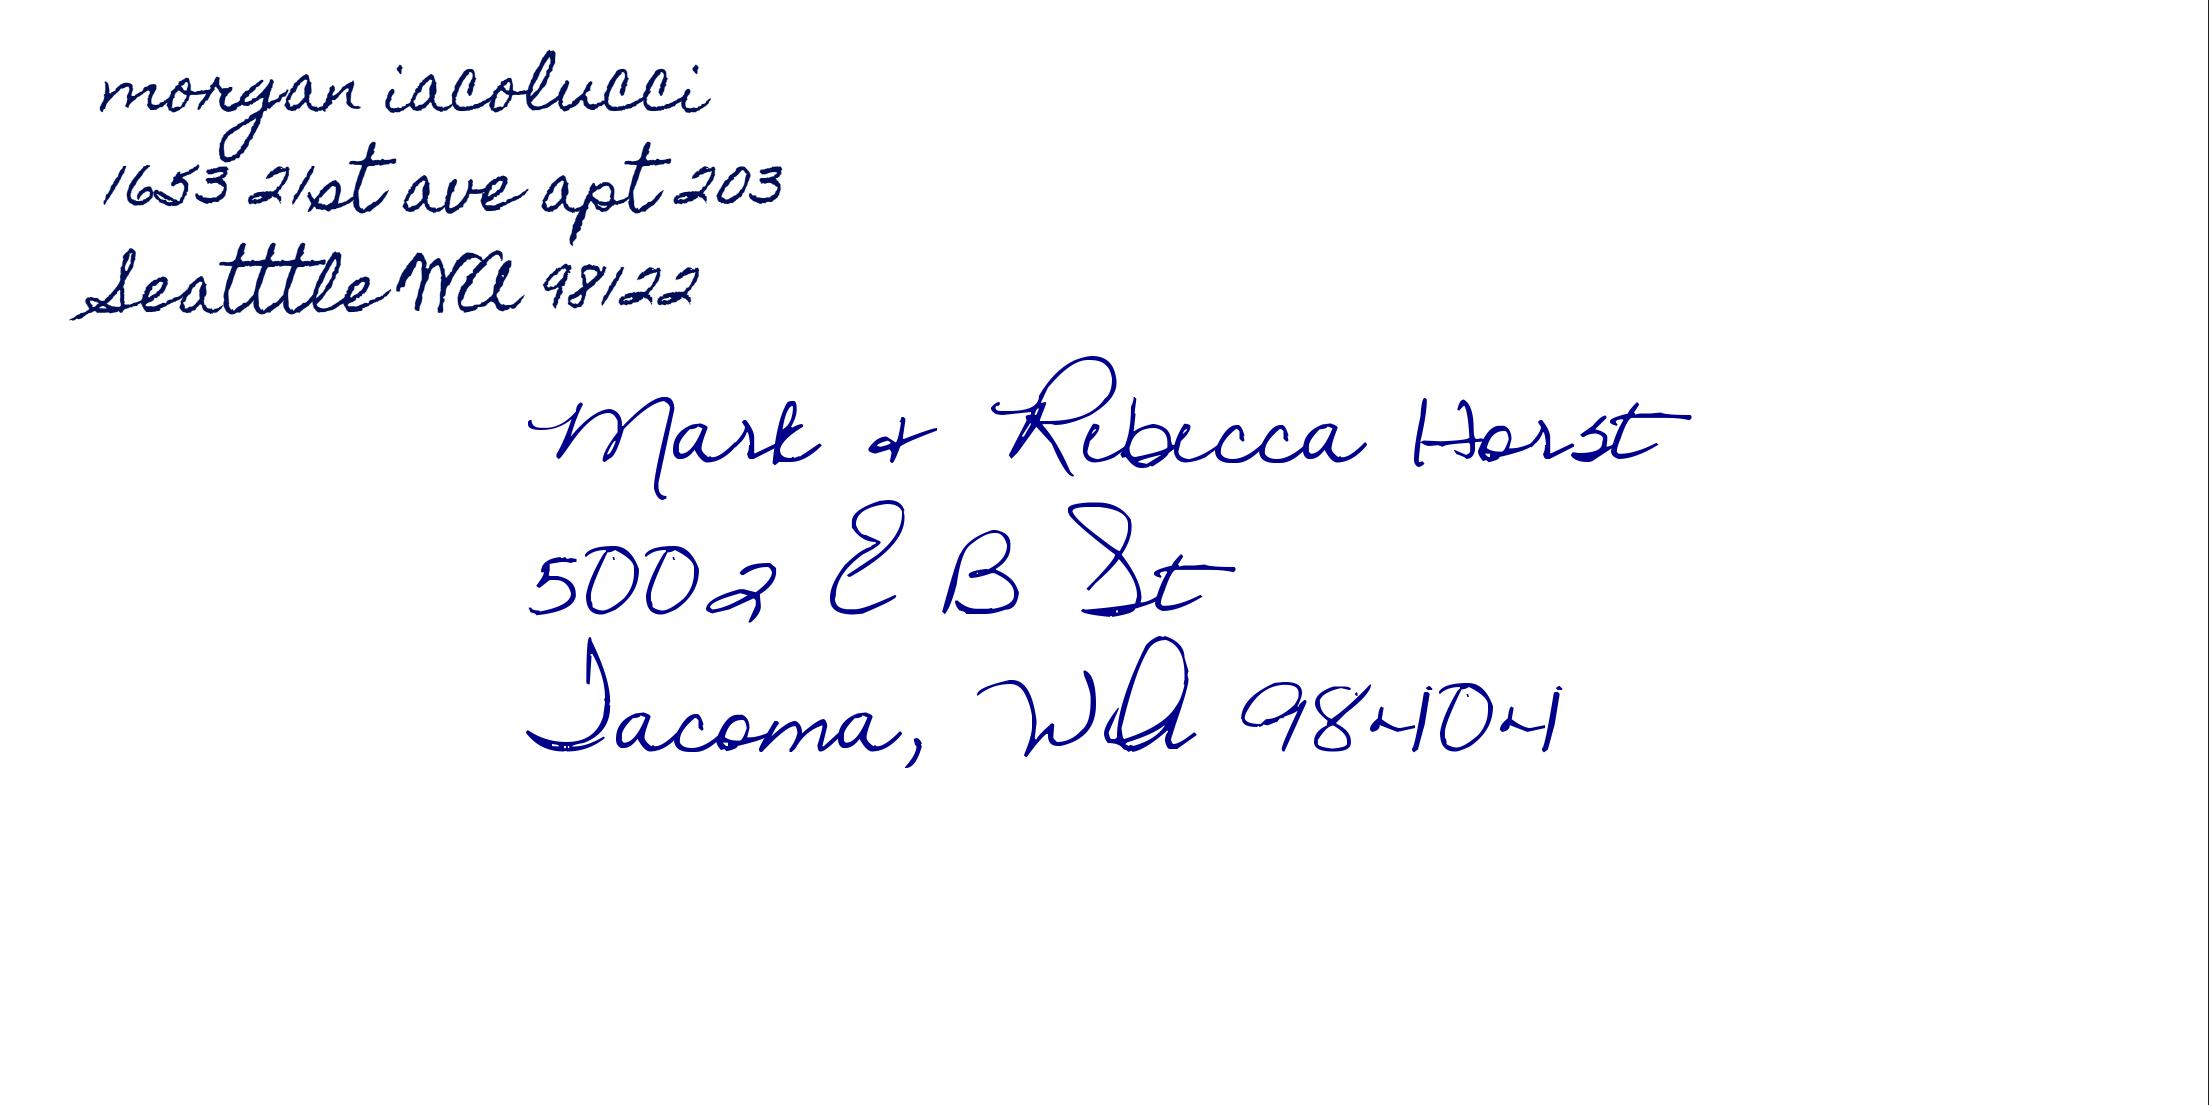 morgan iacolucci
1653 21st ave apt 203
Seatttle WA 98122
Mark & Rebecca Horst
5002 E B St
Tacoma, WA 98404